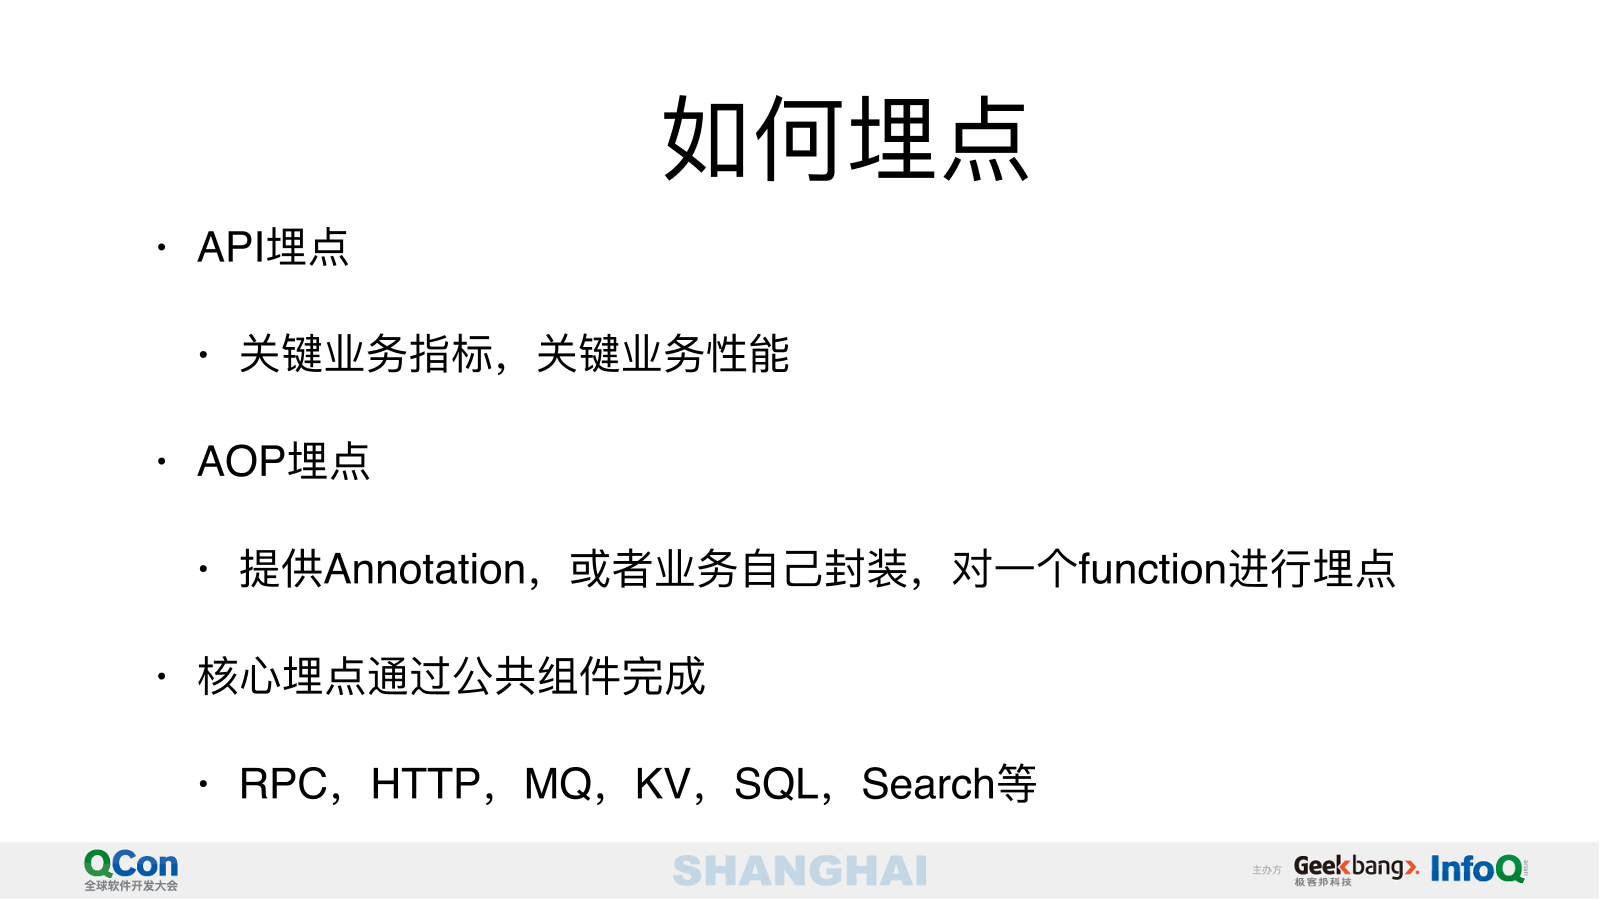 如何埋点
• API埋点
• 关键业务指标，关键业务性能
• AOP埋点
• 提供Annotation，或者业务自己封装，对一个function进行埋点
• 核心埋点通过公共组件完成
• RPC，HTTP，MQ，KV，SQL，Search等
QCon
全球软件开发大会
SHANGHAI
主办方
Geekbang>.
极客邦科技
InfoQ